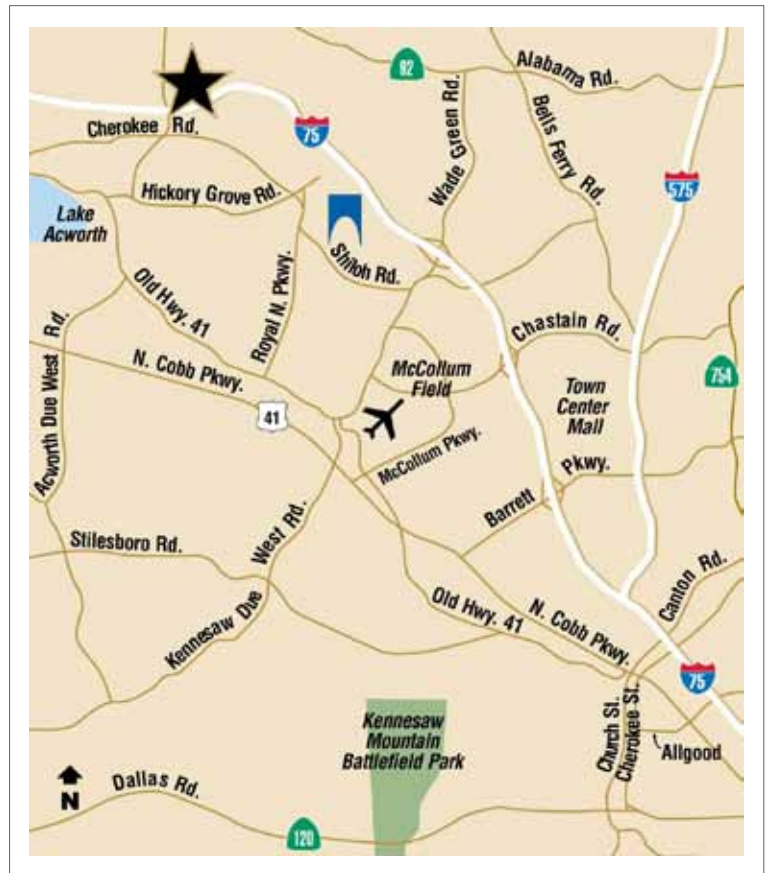 92
Alabama Rd.
Cherokee Rd.
75
Wade Green Rd.
Bells Ferry Rd.
575
Hickory Grove Rd.
Lake
Acworth
Shiloh Rd.
Old Hwy. 41
Royal N. Pkwy.
Chastain Rd.
Acworth Due West Rd.
N. Cobb Pkwy.
McCollum
Field
754
Town
Center
Mall
41
McCollum Pkwy.
Barrett Pkwy.
Stilesboro Rd.
Kennesaw Due West Rd.
Canton Rd.
Old Hwy. 41
N. Cobb Pkwy.
75
Kennesaw
Mountain
Battlefield Park
Church St.
Cherokee St.
Allgood
N
Dallas Rd.
120